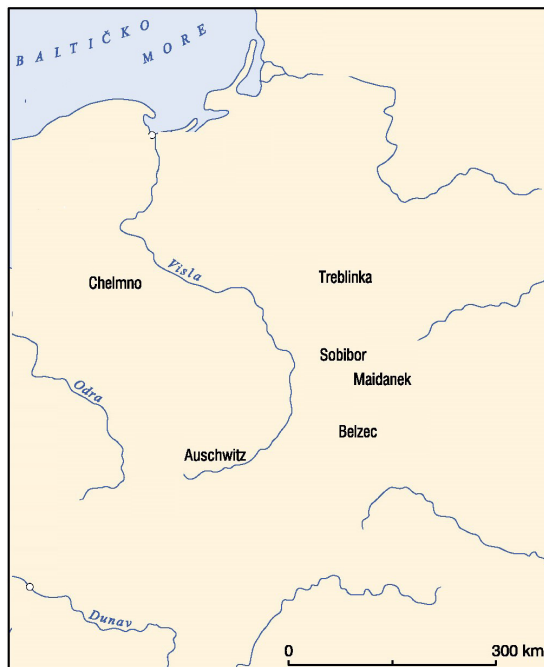 BALTIČKO
MORE
Visla
Treblinka
Chelmno
Sobibor
Maidanek
Odra
Belzec
Auschwitz
Dunav
0 300 km